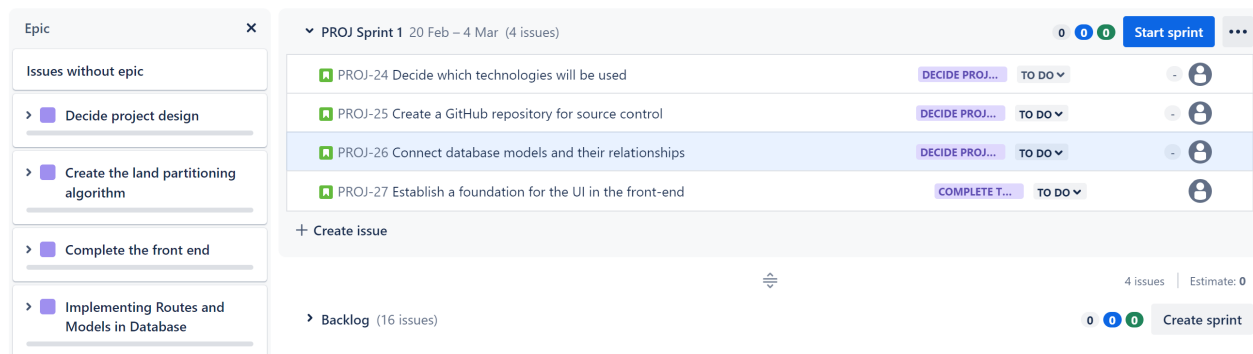 Epic
Issues without epic
Decide project design
Create the land partitioning
algorithm
Complete the front end
Implementing Routes and
Models in Database
PROJ Sprint 1 20 Feb – 4 Mar (4 issues) 0 0 0 Start sprint
PROJ-24 Decide which technologies will be used DECIDE PROJ... TO DO -
PROJ-25 Create a GitHub repository for source control DECIDE PROJ... TO DO -
PROJ-26 Connect database models and their relationships DECIDE PROJ... TO DO -
PROJ-27 Establish a foundation for the UI in the front-end COMPLETE T... TO DO
+ Create issue
4 issues Estimate: 0
Backlog (16 issues) 0 0 0 Create sprint